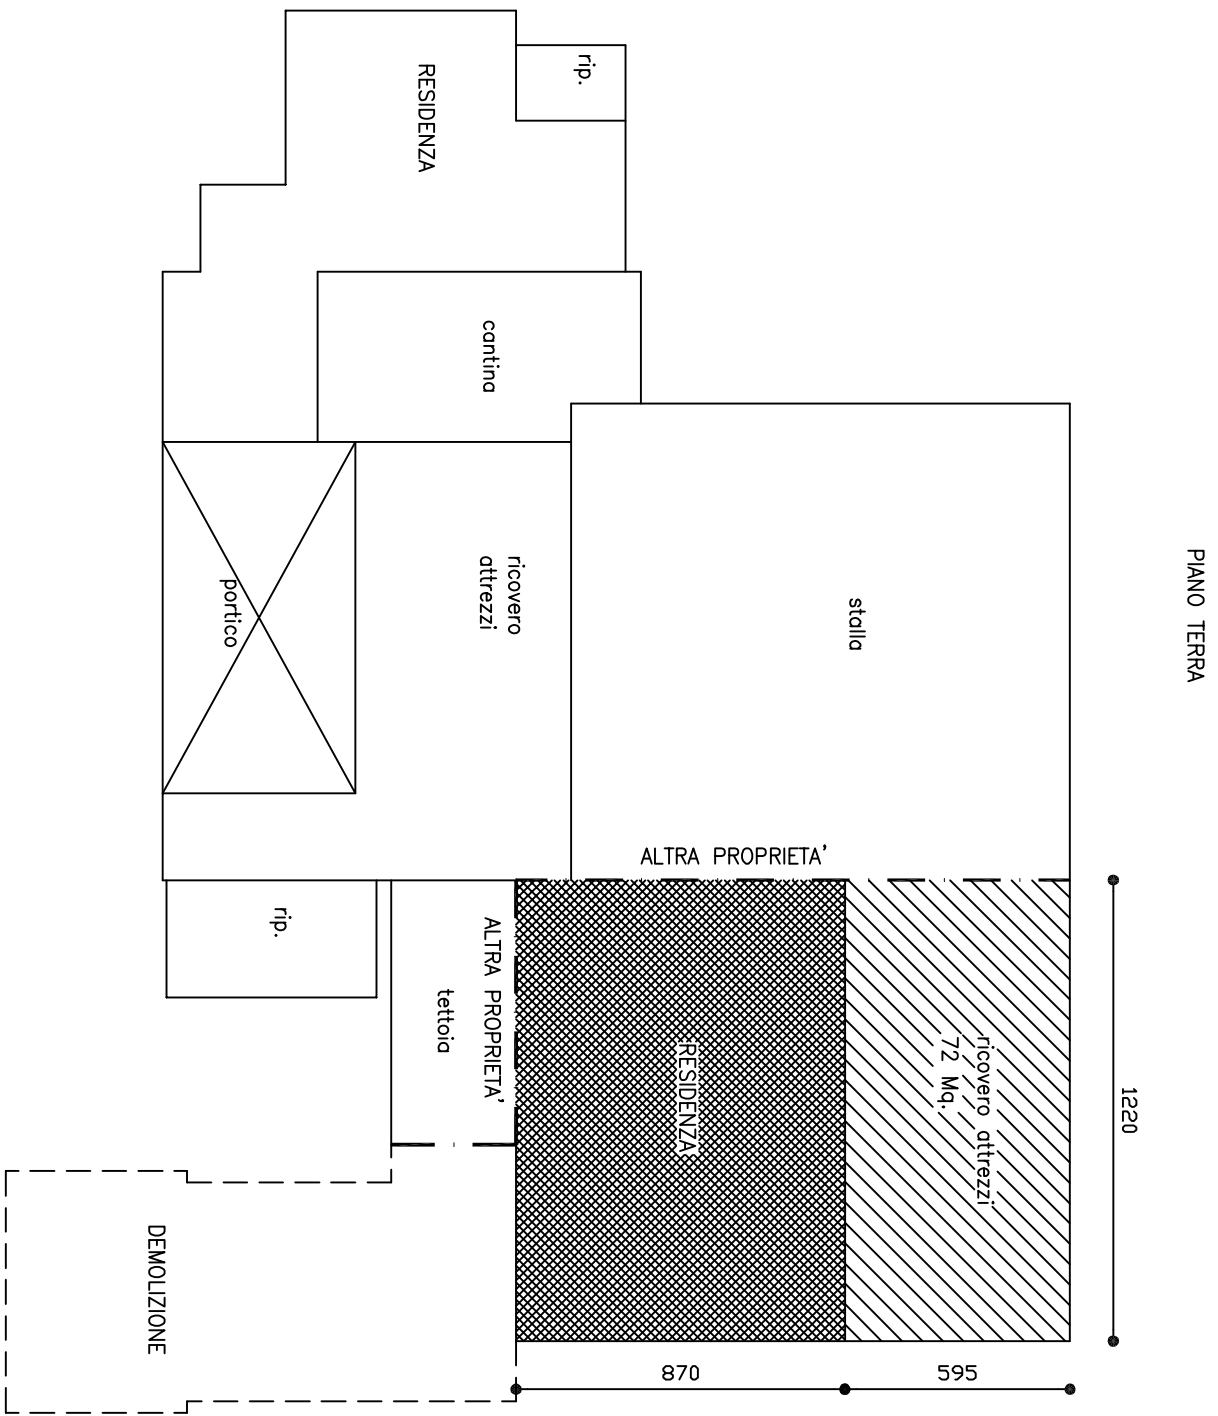 PIANO TERRA
rip.
RESIDENZA
cantina
ricovero
attrezzi
portico
stalla
ALTRA PROPRIETA'
rip.
tettoia
ALTRA PROPRIETA'
RESIDENZA
ricovero attrezzi
72 Mq.
1220
870
595
DEMOLIZIONE